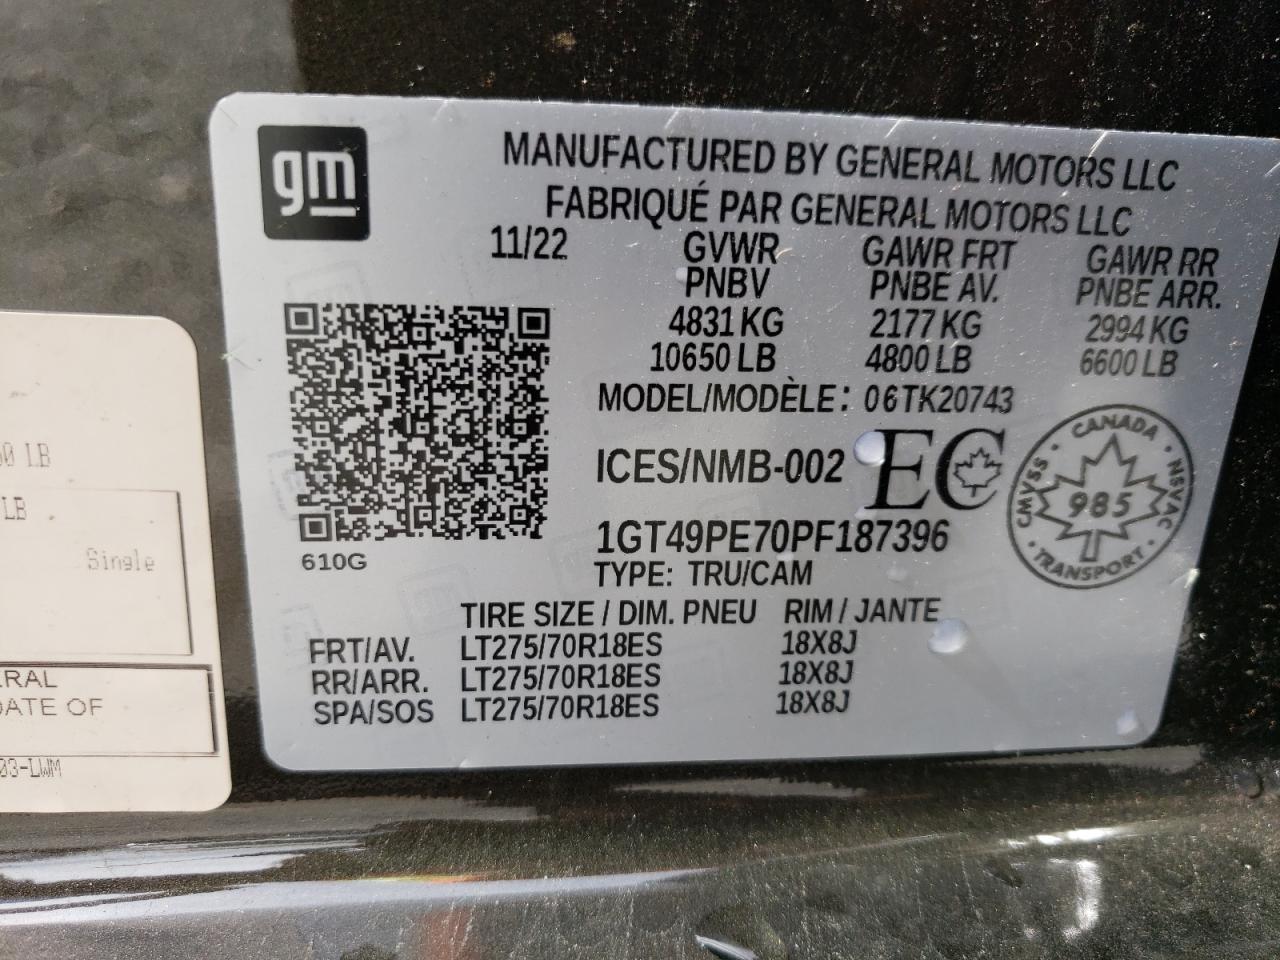 gm
MANUFACTURED BY GENERAL MOTORS LLC
FABRIQUÉ PAR GENERAL MOTORS LLC
11/22 GVWR GAWR FRT GAWR RR
PNBV PNBE AV. PNBE ARR.
4831 KG 2177 KG 2994 KG
10650 LB 4800 LB 6600 LB
MODEL/MODÈLE: 06TK20743
ICES/NMB-002 EC
CANADA
CMVSS 985 NSVAC
TRANSPORT
1GT49PE70PF187396
610G
TYPE: TRU/CAM
TIRE SIZE / DIM. PNEU RIM / JANTE
FRT/AV. LT275/70R18ES 18X8J
RR/ARR. LT275/70R18ES 18X8J
SPA/SOS LT275/70R18ES 18X8J
LB
LB
Single
DATE OF
03-LWM